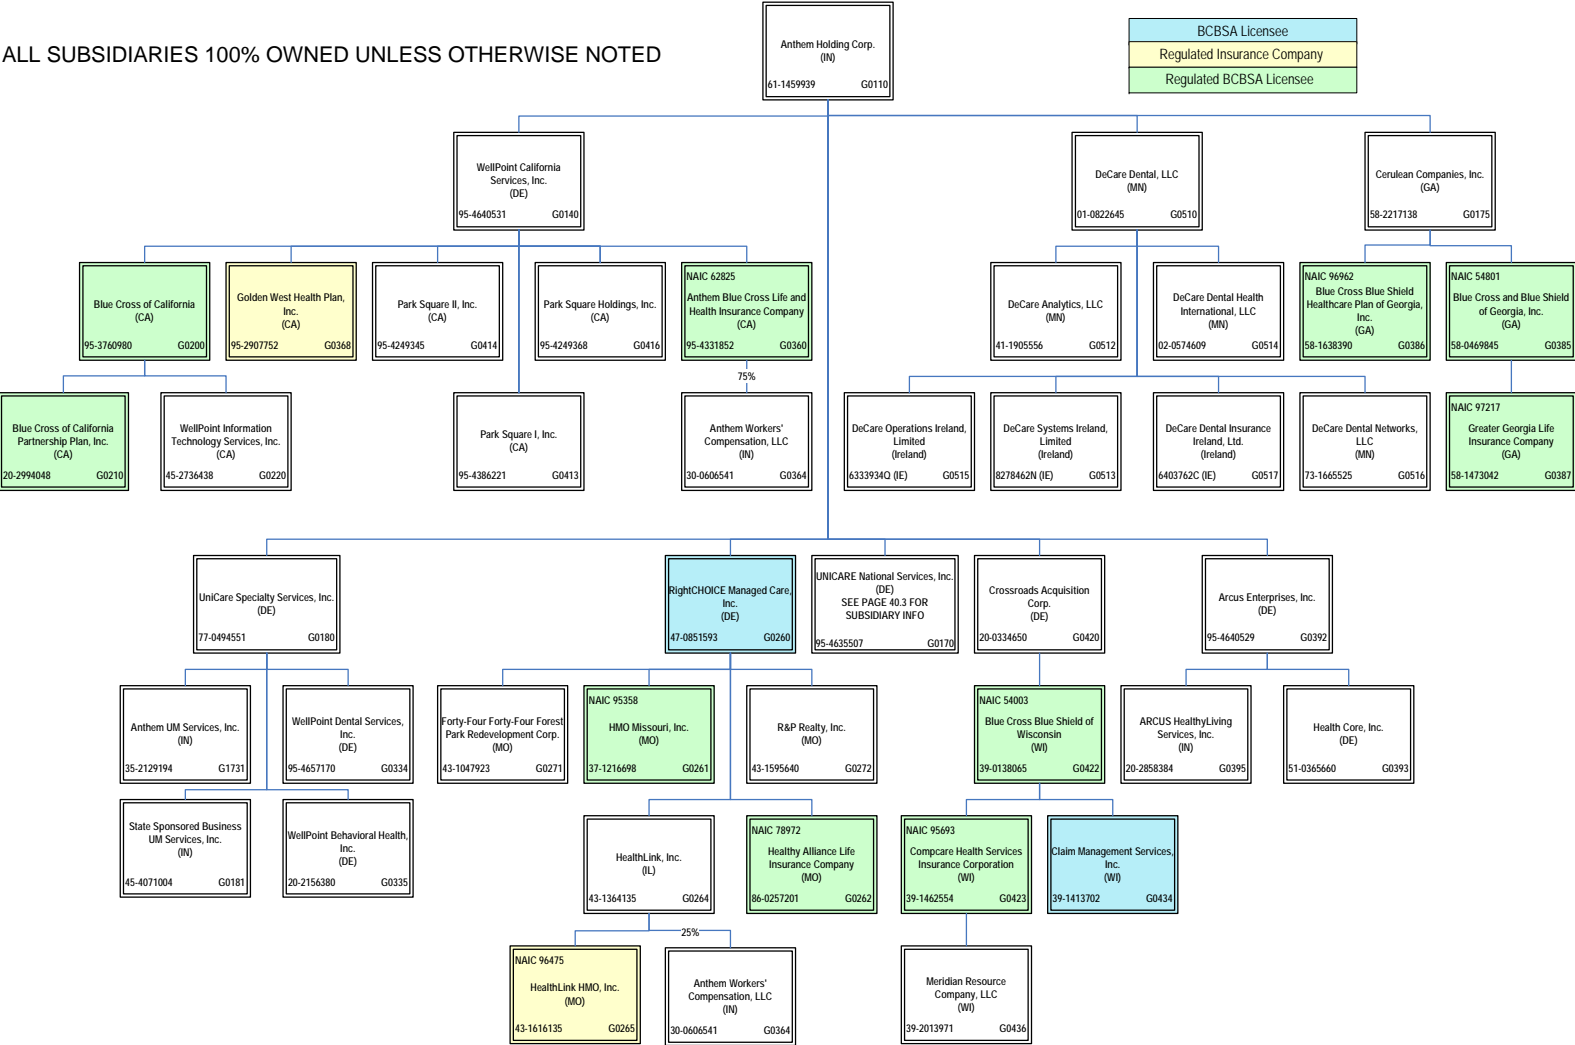 ALL SUBSIDIARIES 100% OWNED UNLESS OTHERWISE NOTED
Anthem Holding Corp.
(IN)
61-1459939 G0110
BCBSA Licensee
Regulated Insurance Company
Regulated BCBSA Licensee
WellPoint California
Services, Inc.
(DE)
95-4640531 G0140
DeCare Dental, LLC
(MN)
01-0822645 G0510
Cerulean Companies, Inc.
(GA)
58-2217138 G0175
Blue Cross of California
(CA)
95-3760980 G0200
Golden West Health Plan,
Inc.
(CA)
95-2907752 G0368
Park Square II, Inc.
(CA)
95-4249345 G0414
Park Square Holdings, Inc.
(CA)
95-4249368 G0416
NAIC 62825
Anthem Blue Cross Life and
Health Insurance Company
(CA)
95-4331852 G0360
DeCare Analytics, LLC
(MN)
41-1905556 G0512
DeCare Dental Health
International, LLC
(MN)
02-0574609 G0514
NAIC 96962
Blue Cross Blue Shield
Healthcare Plan of Georgia,
Inc.
(GA)
58-1638390 G0386
NAIC 54801
Blue Cross and Blue Shield
of Georgia, Inc.
(GA)
58-0469845 G0385
75%
Blue Cross of California
Partnership Plan, Inc.
(CA)
20-2994048 G0210
WellPoint Information
Technology Services, Inc.
(CA)
45-2736438 G0220
Park Square I, Inc.
(CA)
95-4386221 G0413
Anthem Workers'
Compensation, LLC
(IN)
30-0606541 G0364
DeCare Operations Ireland,
Limited
(Ireland)
6333934Q (IE) G0515
DeCare Systems Ireland,
Limited
(Ireland)
8278462N (IE) G0513
DeCare Dental Insurance
Ireland, Ltd.
(Ireland)
6403762C (IE) G0517
DeCare Dental Networks,
LLC
(MN)
73-1665525 G0516
NAIC 97217
Greater Georgia Life
Insurance Company
(GA)
58-1473042 G0387
UniCare Specialty Services, Inc.
(DE)
77-0494551 G0180
RightCHOICE Managed Care,
Inc.
(DE)
47-0851593 G0260
UNICARE National Services, Inc.
(DE)
SEE PAGE 40.3 FOR
SUBSIDIARY INFO
95-4635507 G0170
Crossroads Acquisition
Corp.
(DE)
20-0334650 G0420
Arcus Enterprises, Inc.
(DE)
95-4640529 G0392
Anthem UM Services, Inc.
(IN)
35-2129194 G1731
WellPoint Dental Services,
Inc.
(DE)
95-4657170 G0334
Forty-Four Forty-Four Forest
Park Redevelopment Corp.
(MO)
43-1047923 G0271
NAIC 95358
HMO Missouri, Inc.
(MO)
37-1216698 G0261
R&P Realty, Inc.
(MO)
43-1595640 G0272
NAIC 54003
Blue Cross Blue Shield of
Wisconsin
(WI)
39-0138065 G0422
ARCUS HealthyLiving
Services, Inc.
(IN)
20-2858384 G0395
Health Core, Inc.
(DE)
51-0365660 G0393
State Sponsored Business
UM Services, Inc.
(IN)
45-4071004 G0181
WellPoint Behavioral Health,
Inc.
(DE)
20-2156380 G0335
HealthLink, Inc.
(IL)
43-1364135 G0264
NAIC 78972
Healthy Alliance Life
Insurance Company
(MO)
86-0257201 G0262
NAIC 95693
Compcare Health Services
Insurance Corporation
(WI)
39-1462554 G0423
Claim Management Services,
Inc.
(WI)
39-1413702 G0434
25%
NAIC 96475
HealthLink HMO, Inc.
(MO)
43-1616135 G0265
Anthem Workers'
Compensation, LLC
(IN)
30-0606541 G0364
Meridian Resource
Company, LLC
(WI)
39-2013971 G0436